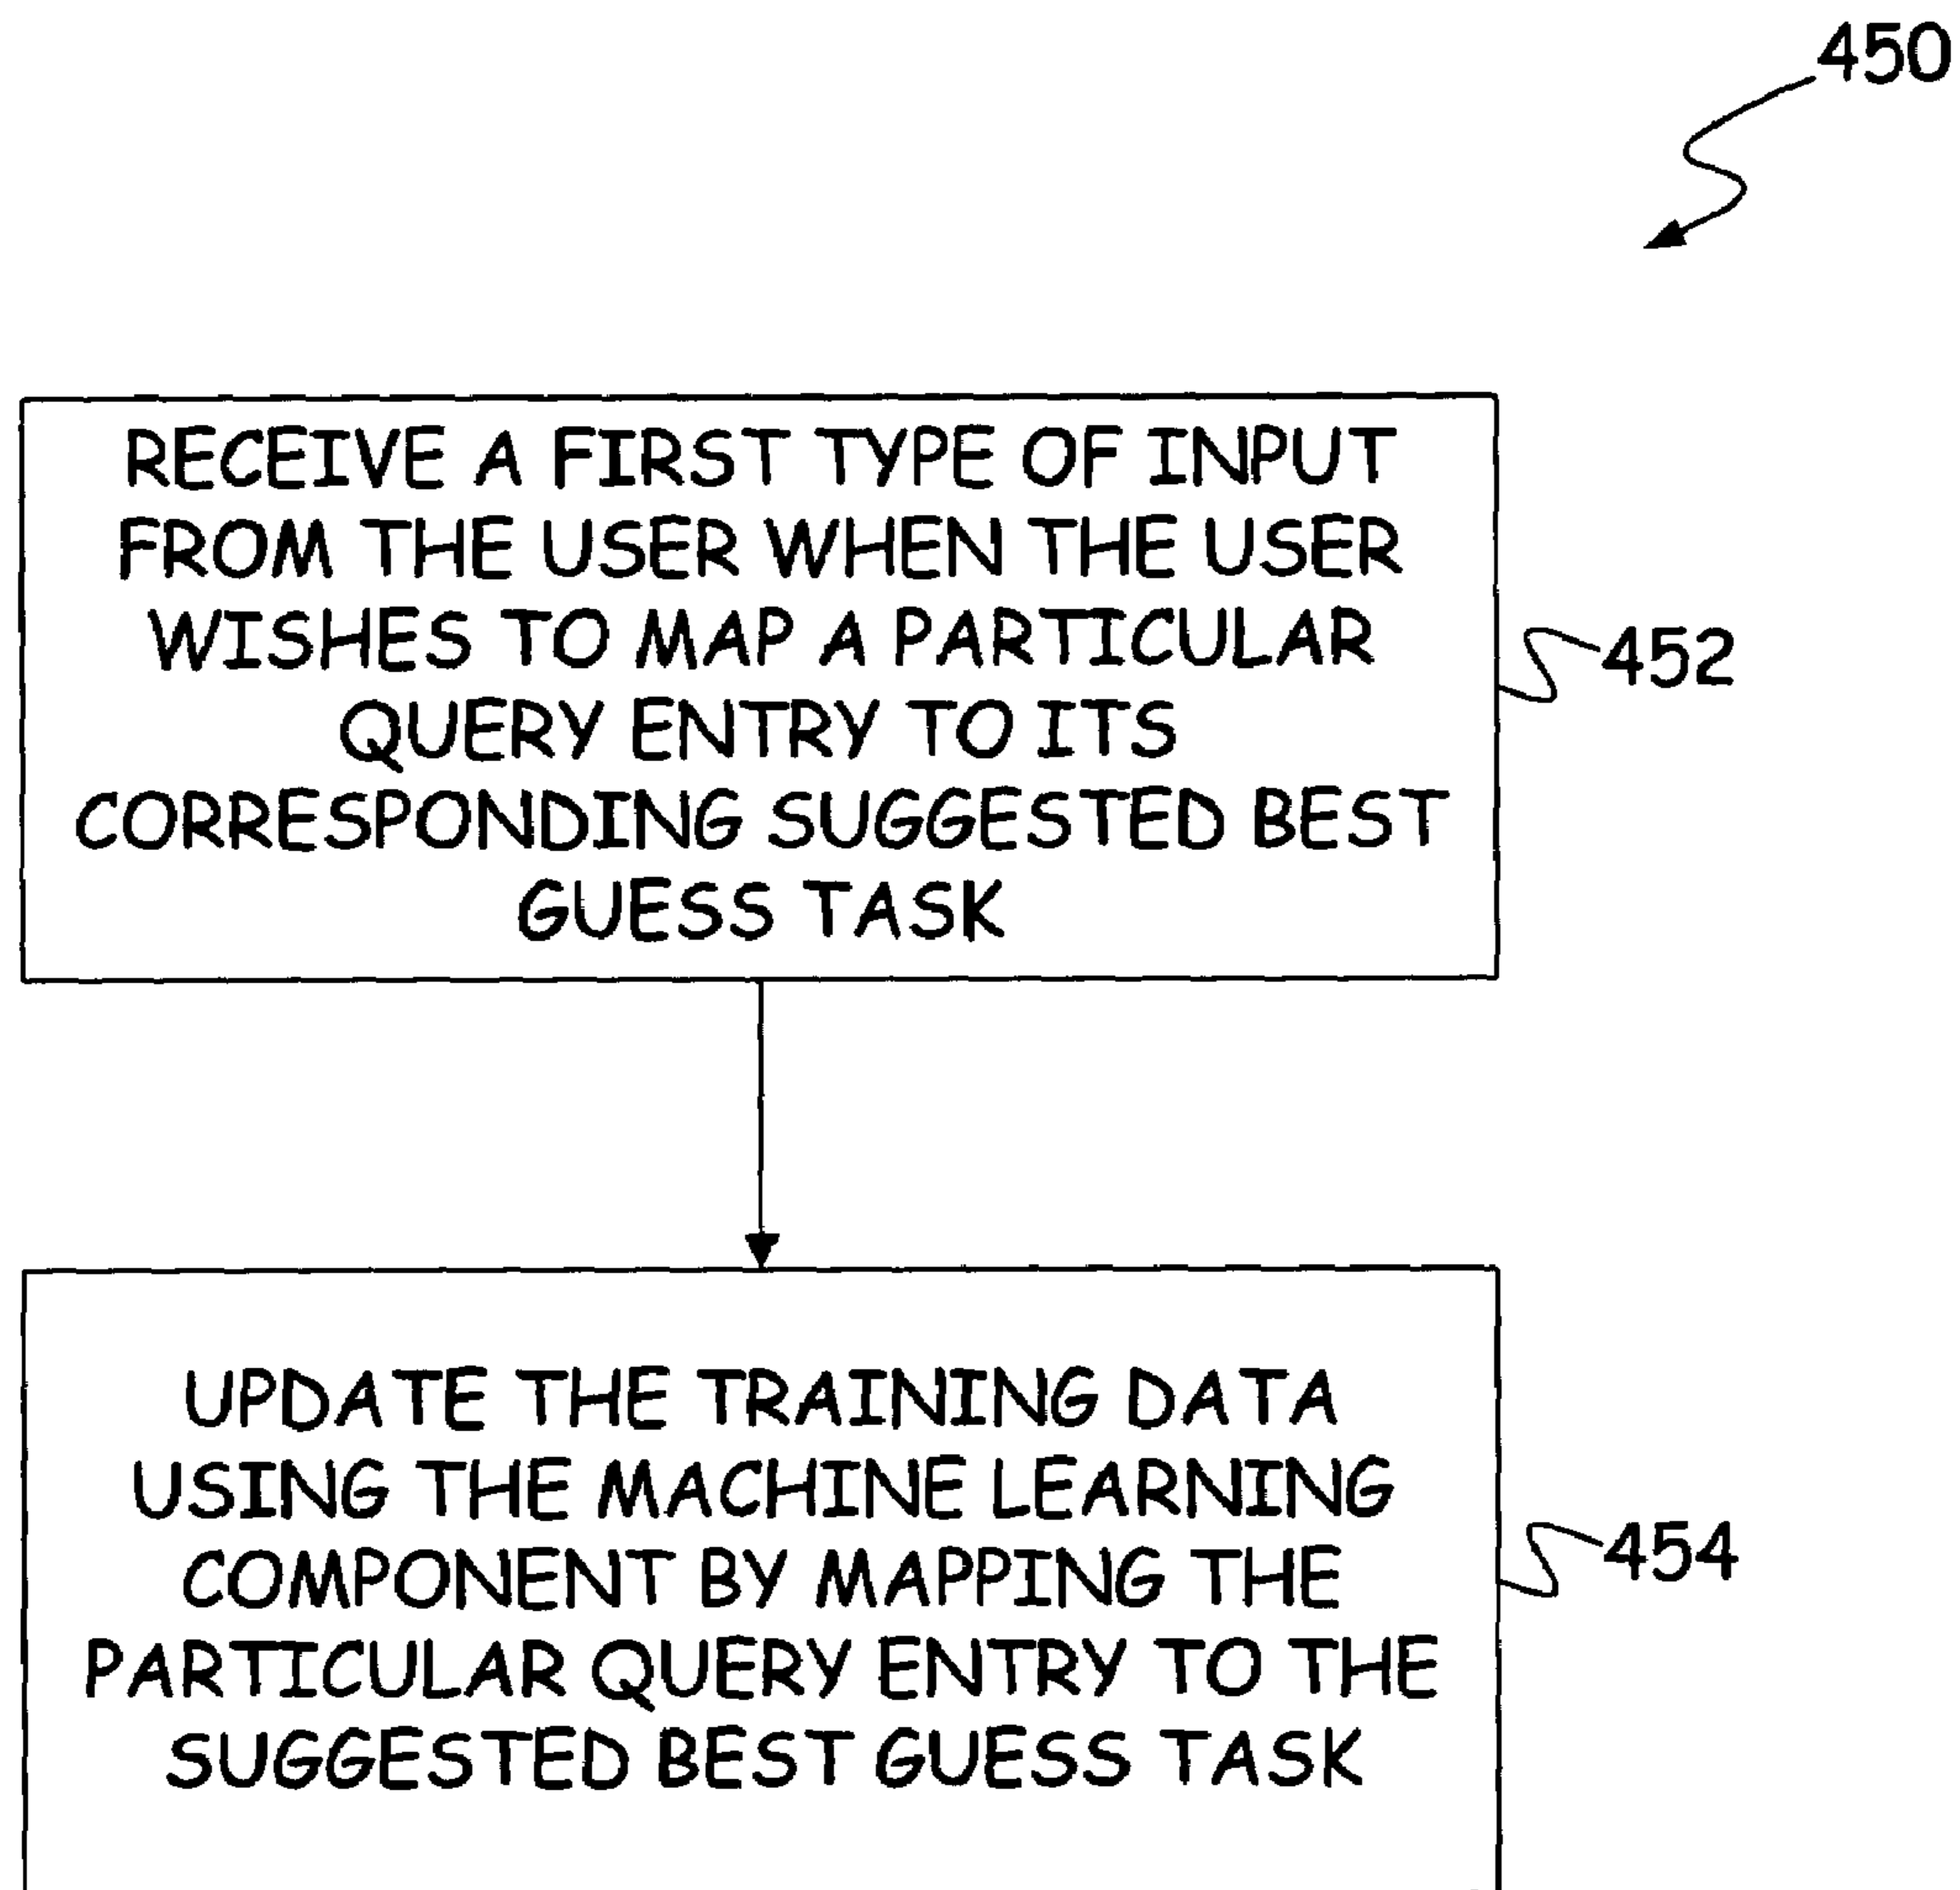 450
RECEIVE A FIRST TYPE OF INPUT
FROM THE USER WHEN THE USER
WISHES TO MAP A PARTICULAR
QUERY ENTRY TO ITS
CORRESPONDING SUGGESTED BEST
GUESS TASK
452
UPDATE THE TRAINING DATA
USING THE MACHINE LEARNING
COMPONENT BY MAPPING THE
PARTICULAR QUERY ENTRY TO THE
SUGGESTED BEST GUESS TASK
454